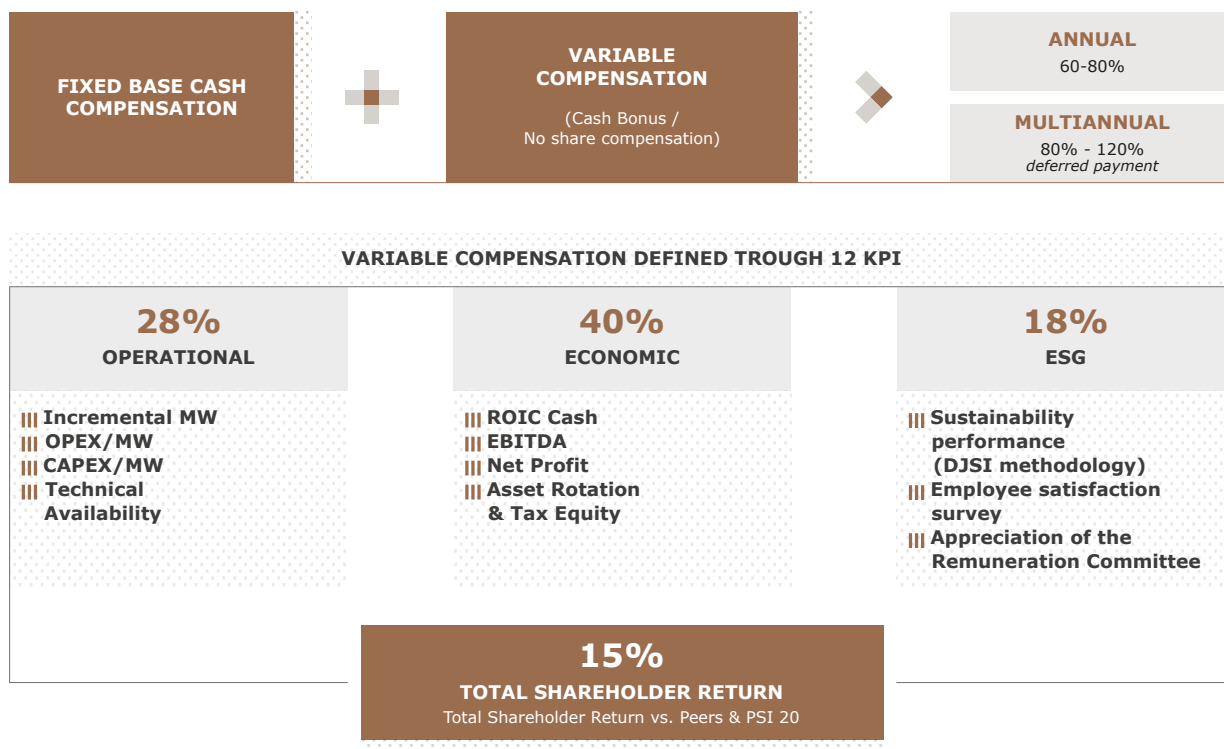 FIXED BASE CASH
COMPENSATION
VARIABLE
COMPENSATION
(Cash Bonus /
No share compensation)
ANNUAL
60-80%
MULTIANNUAL
80% - 120%
deferred payment
VARIABLE COMPENSATION DEFINED TROUGH 12 KPI
28%
OPERATIONAL
Incremental MW
OPEX/MW
CAPEX/MW
Technical
Availability
40%
ECONOMIC
ROIC Cash
EBITDA
Net Profit
Asset Rotation
& Tax Equity
18%
ESG
Sustainability
performance
(DJSI methodology)
Employee satisfaction
survey
Appreciation of the
Remuneration Committee
15%
TOTAL SHAREHOLDER RETURN
Total Shareholder Return vs. Peers & PSI 20